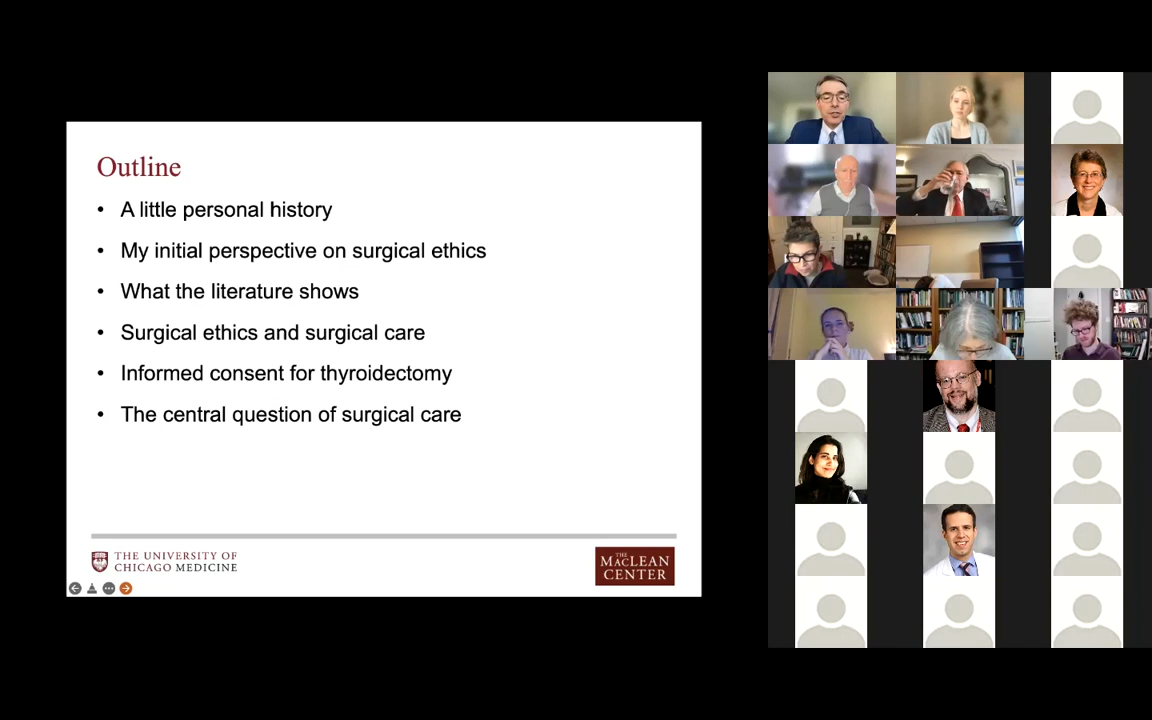 Outline
• A little personal history
• My initial perspective on surgical ethics
• What the literature shows
• Surgical ethics and surgical care
• Informed consent for thyroidectomy
• The central question of surgical care
THE UNIVERSITY OF
CHICAGO MEDICINE
THE
MACLEAN
CENTER